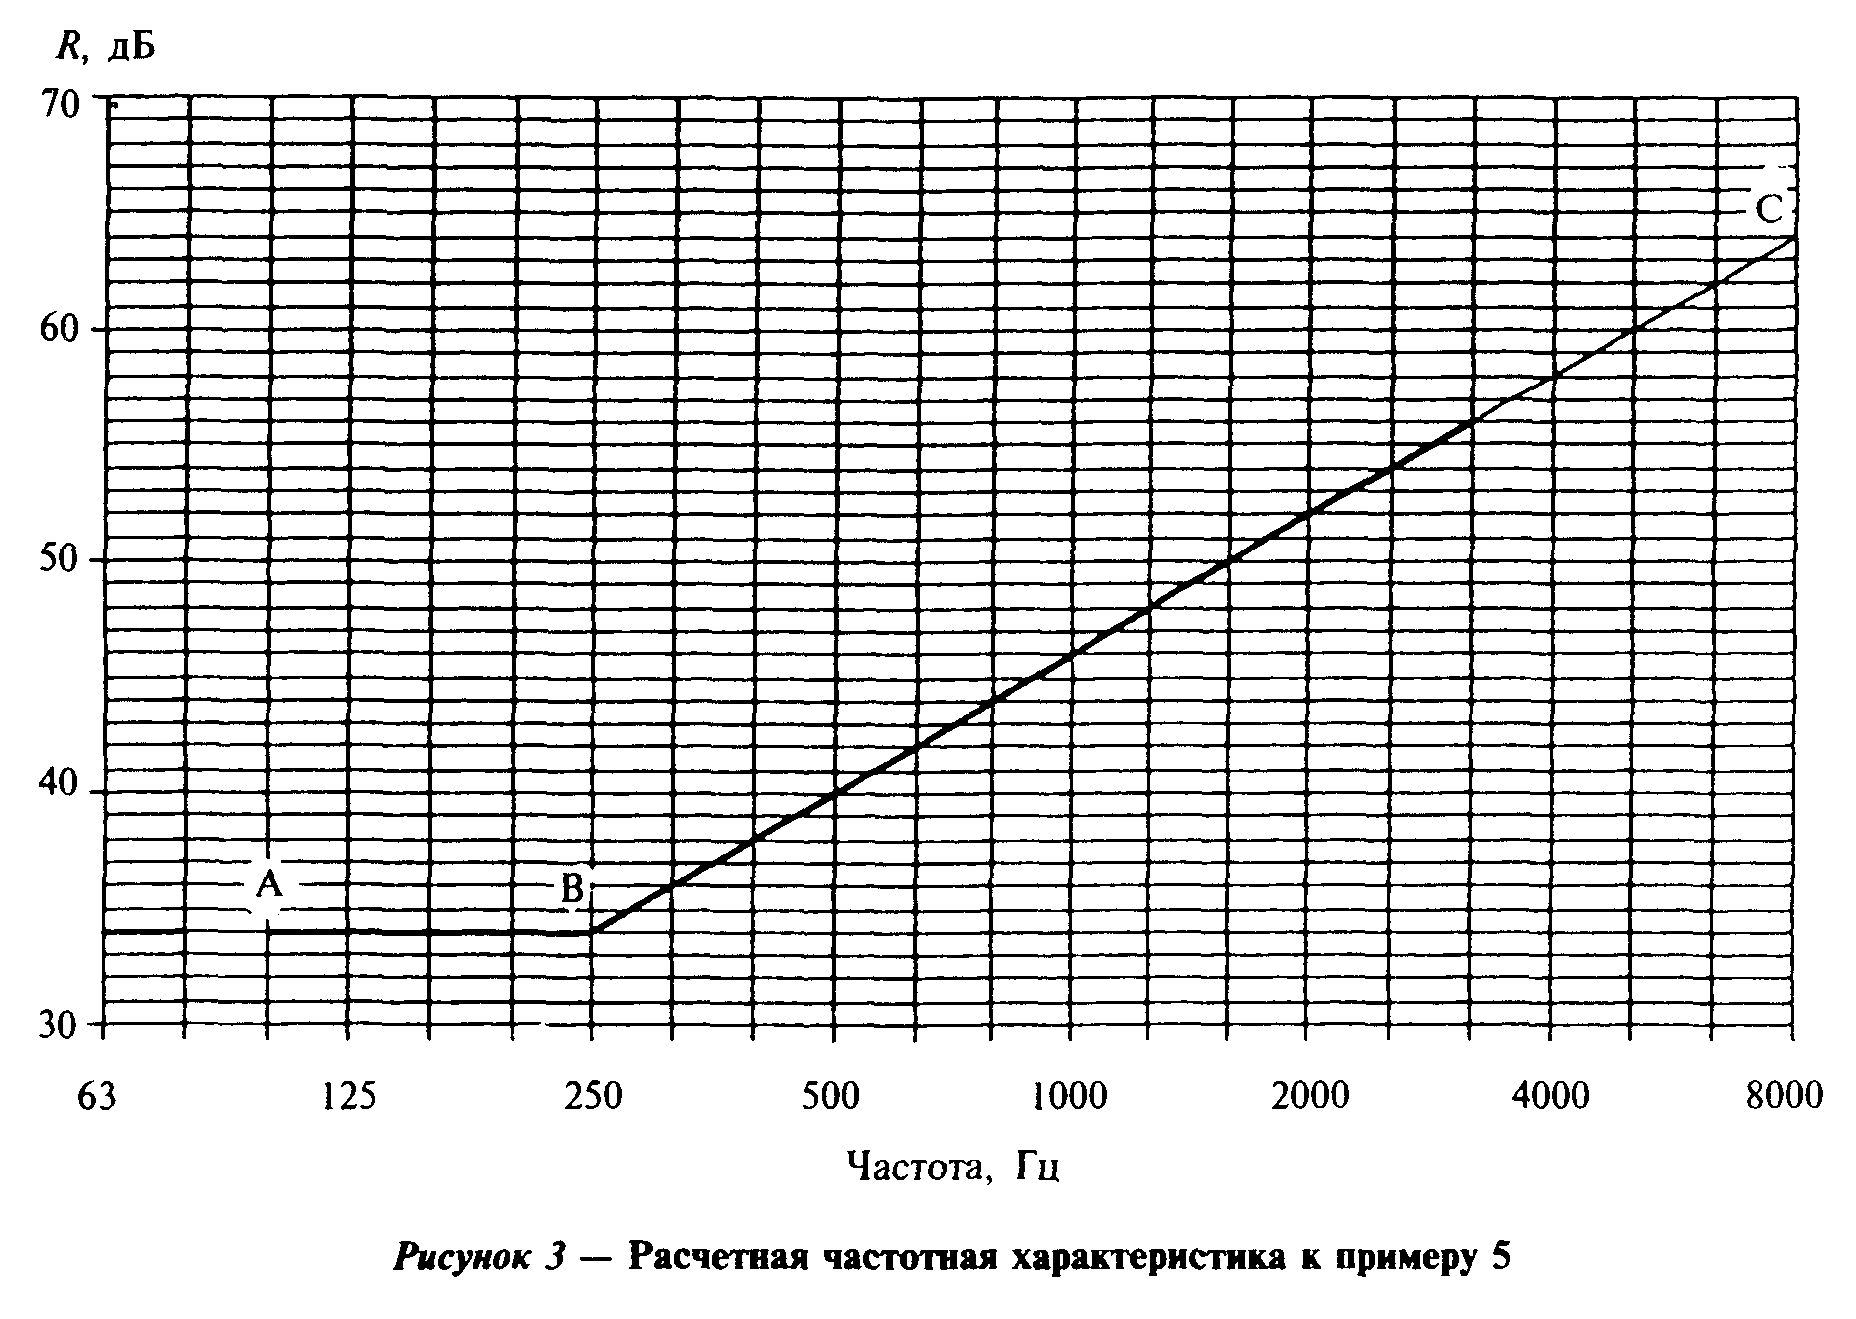 R, дБ
70
60
50
40
30
C
A
B
63 125 250 500 1000 2000 4000 8000
Частота, Гц
Рисунок 3 — Расчетная частотная характеристика к примеру 5